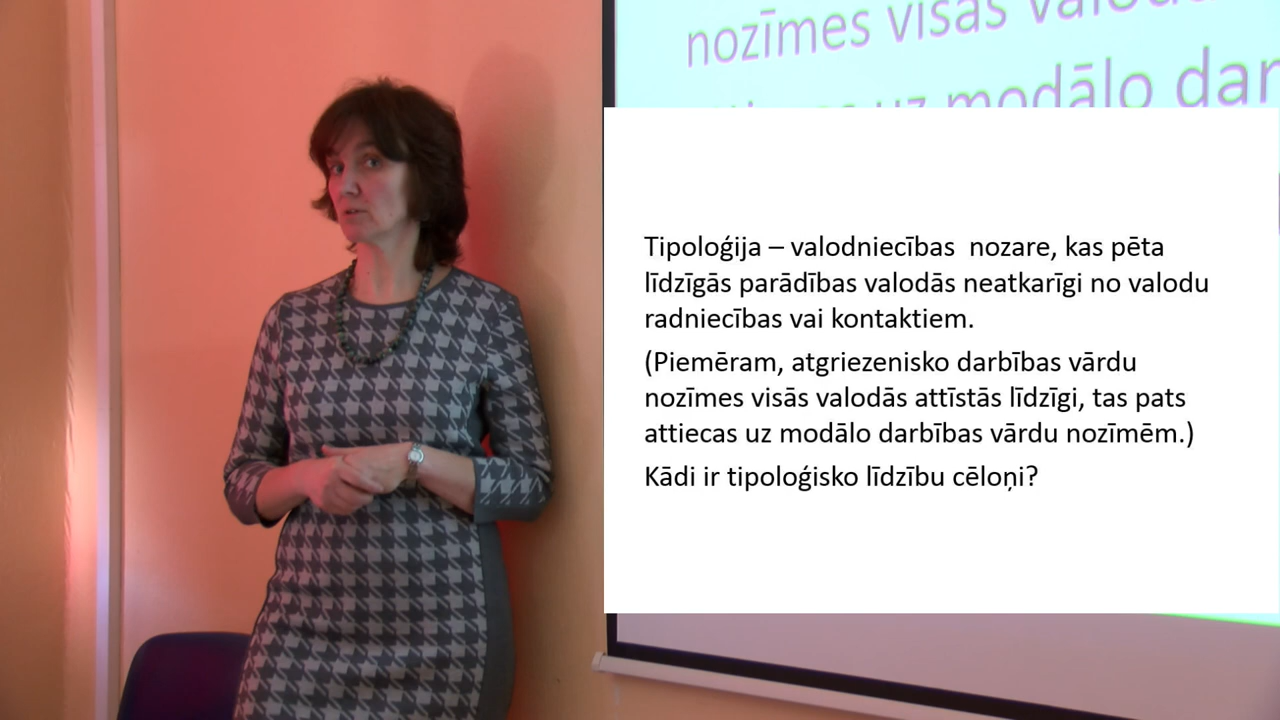 nozīmes visās valodās
uz modālo dar
Tipoloģija – valodniecības nozare, kas pēta
līdzīgās parādības valodās neatkarīgi no valodu
radniecības vai kontaktiem.
(Piemēram, atgriezenisko darbības vārdu
nozīmes visās valodās attīstās līdzīgi, tas pats
attiecas uz modālo darbības vārdu nozīmēm.)
Kādi ir tipoloģisko līdzību cēloņi?